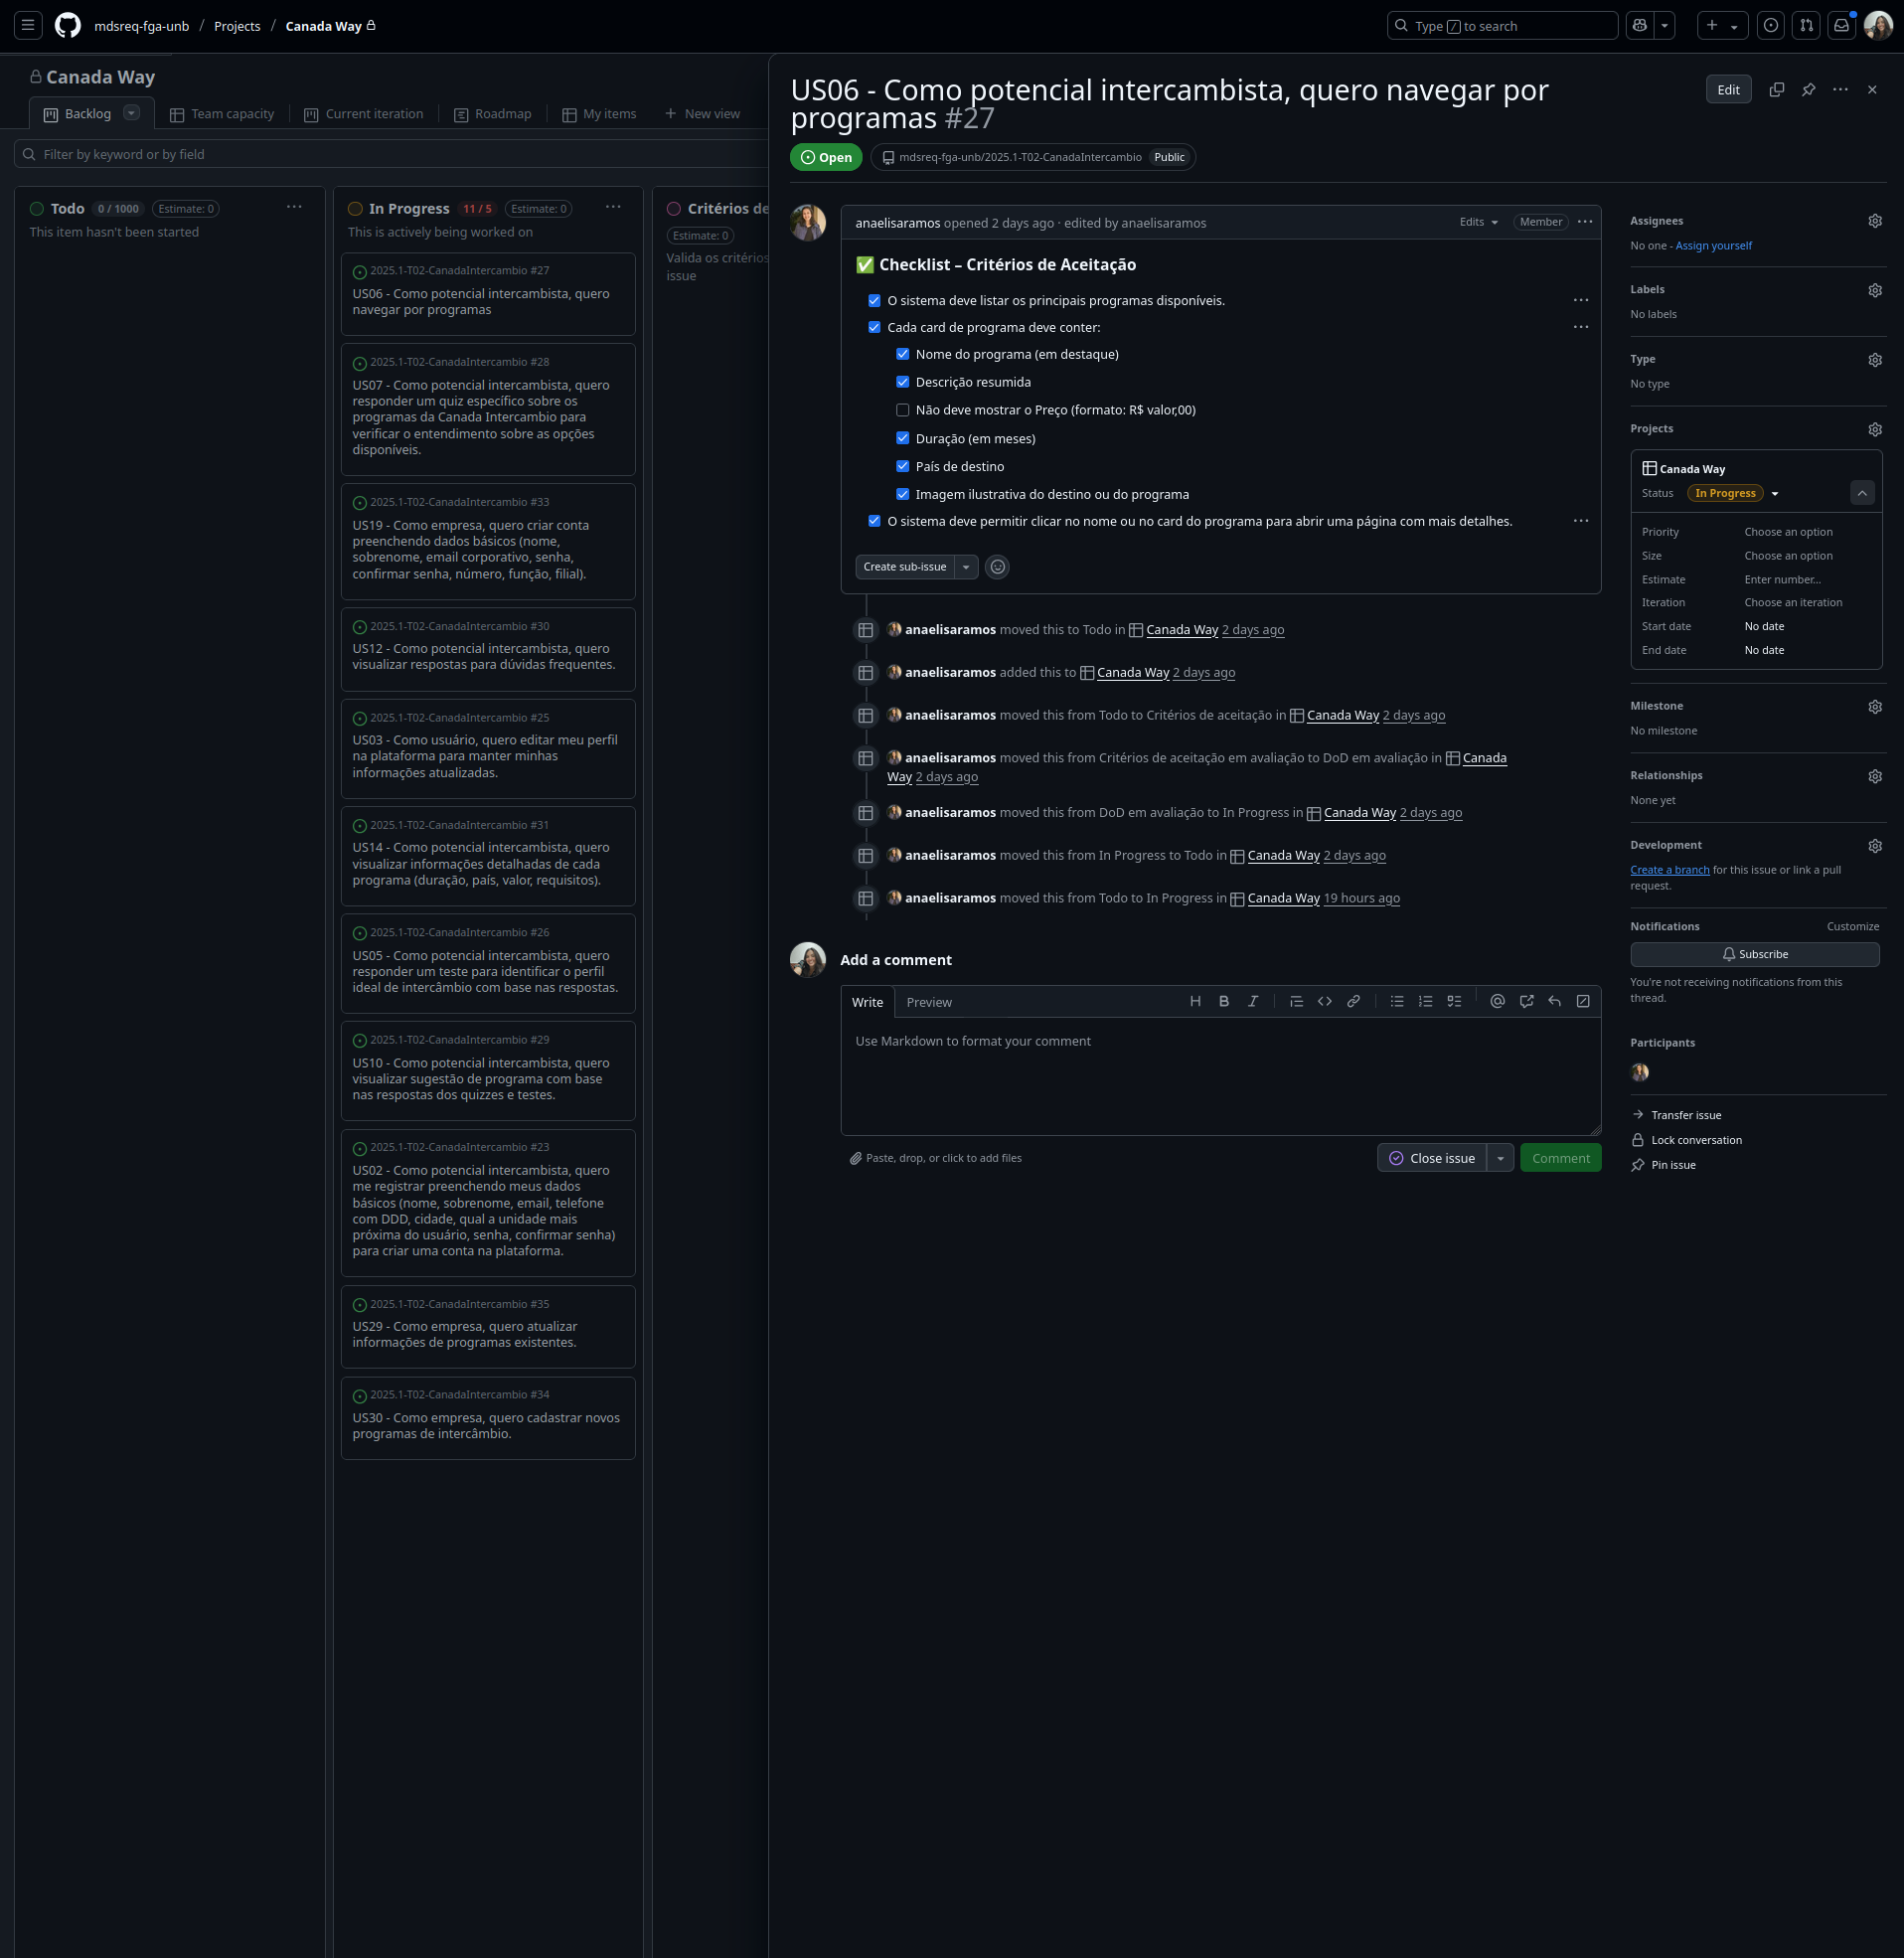 mdsreq-fga-unb / Projects / Canada Way
Type / to search
Canada Way
Backlog
Team capacity
Current iteration
Roadmap
My items
New view
Filter by keyword or by field
Todo 0 / 1000 Estimate: 0
This item hasn't been started
In Progress 11 / 5 Estimate: 0
This is actively being worked on
2025.1-T02-CanadaIntercambio #27
US06 - Como potencial intercambista, quero
navegar por programas
2025.1-T02-CanadaIntercambio #28
US07 - Como potencial intercambista, quero
responder um quiz específico sobre os
programas da Canada Intercambio para
verificar o entendimento sobre as opções
disponíveis.
2025.1-T02-CanadaIntercambio #33
US19 - Como empresa, quero criar conta
preenchendo dados básicos (nome,
sobrenome, email corporativo, senha,
confirmar senha, número, função, filial).
2025.1-T02-CanadaIntercambio #30
US12 - Como potencial intercambista, quero
visualizar respostas para dúvidas frequentes.
2025.1-T02-CanadaIntercambio #25
US03 - Como usuário, quero editar meu perfil
na plataforma para manter minhas
informações atualizadas.
2025.1-T02-CanadaIntercambio #31
US14 - Como potencial intercambista, quero
visualizar informações detalhadas de cada
programa (duração, país, valor, requisitos).
2025.1-T02-CanadaIntercambio #26
US05 - Como potencial intercambista, quero
responder um teste para identificar o perfil
ideal de intercâmbio com base nas respostas.
2025.1-T02-CanadaIntercambio #29
US10 - Como potencial intercambista, quero
visualizar sugestão de programa com base
nas respostas dos quizzes e testes.
2025.1-T02-CanadaIntercambio #23
US02 - Como potencial intercambista, quero
me registrar preenchendo meus dados
básicos (nome, sobrenome, email, telefone
com DDD, cidade, qual a unidade mais
próxima do usuário, senha, confirmar senha)
para criar uma conta na plataforma.
2025.1-T02-CanadaIntercambio #35
US29 - Como empresa, quero atualizar
informações de programas existentes.
2025.1-T02-CanadaIntercambio #34
US30 - Como empresa, quero cadastrar novos
programas de intercâmbio.
Critérios de
Estimate: 0
Valida os critérios
issue
US06 - Como potencial intercambista, quero navegar por
programas #27
Edit
Open
mdsreq-fga-unb/2025.1-T02-CanadaIntercambio Public
anaelisaramos opened 2 days ago · edited by anaelisaramos
Edits
Member
✅ Checklist – Critérios de Aceitação
O sistema deve listar os principais programas disponíveis.
Cada card de programa deve conter:
Nome do programa (em destaque)
Descrição resumida
Não deve mostrar o Preço (formato: R$ valor,00)
Duração (em meses)
País de destino
Imagem ilustrativa do destino ou do programa
O sistema deve permitir clicar no nome ou no card do programa para abrir uma página com mais detalhes.
Create sub-issue
anaelisaramos moved this to Todo in Canada Way 2 days ago
anaelisaramos added this to Canada Way 2 days ago
anaelisaramos moved this from Todo to Critérios de aceitação in Canada Way 2 days ago
anaelisaramos moved this from Critérios de aceitação em avaliação to DoD em avaliação in Canada
Way 2 days ago
anaelisaramos moved this from DoD em avaliação to In Progress in Canada Way 2 days ago
anaelisaramos moved this from In Progress to Todo in Canada Way 2 days ago
anaelisaramos moved this from Todo to In Progress in Canada Way 19 hours ago
Add a comment
Write
Preview
Use Markdown to format your comment
Paste, drop, or click to add files
Close issue
Comment
Assignees
No one - Assign yourself
Labels
No labels
Type
No type
Projects
Canada Way
Status In Progress
Priority Choose an option
Size Choose an option
Estimate Enter number...
Iteration Choose an iteration
Start date No date
End date No date
Milestone
No milestone
Relationships
None yet
Development
Create a branch for this issue or link a pull
request.
Notifications
Customize
Subscribe
You're not receiving notifications from this
thread.
Participants
Transfer issue
Lock conversation
Pin issue